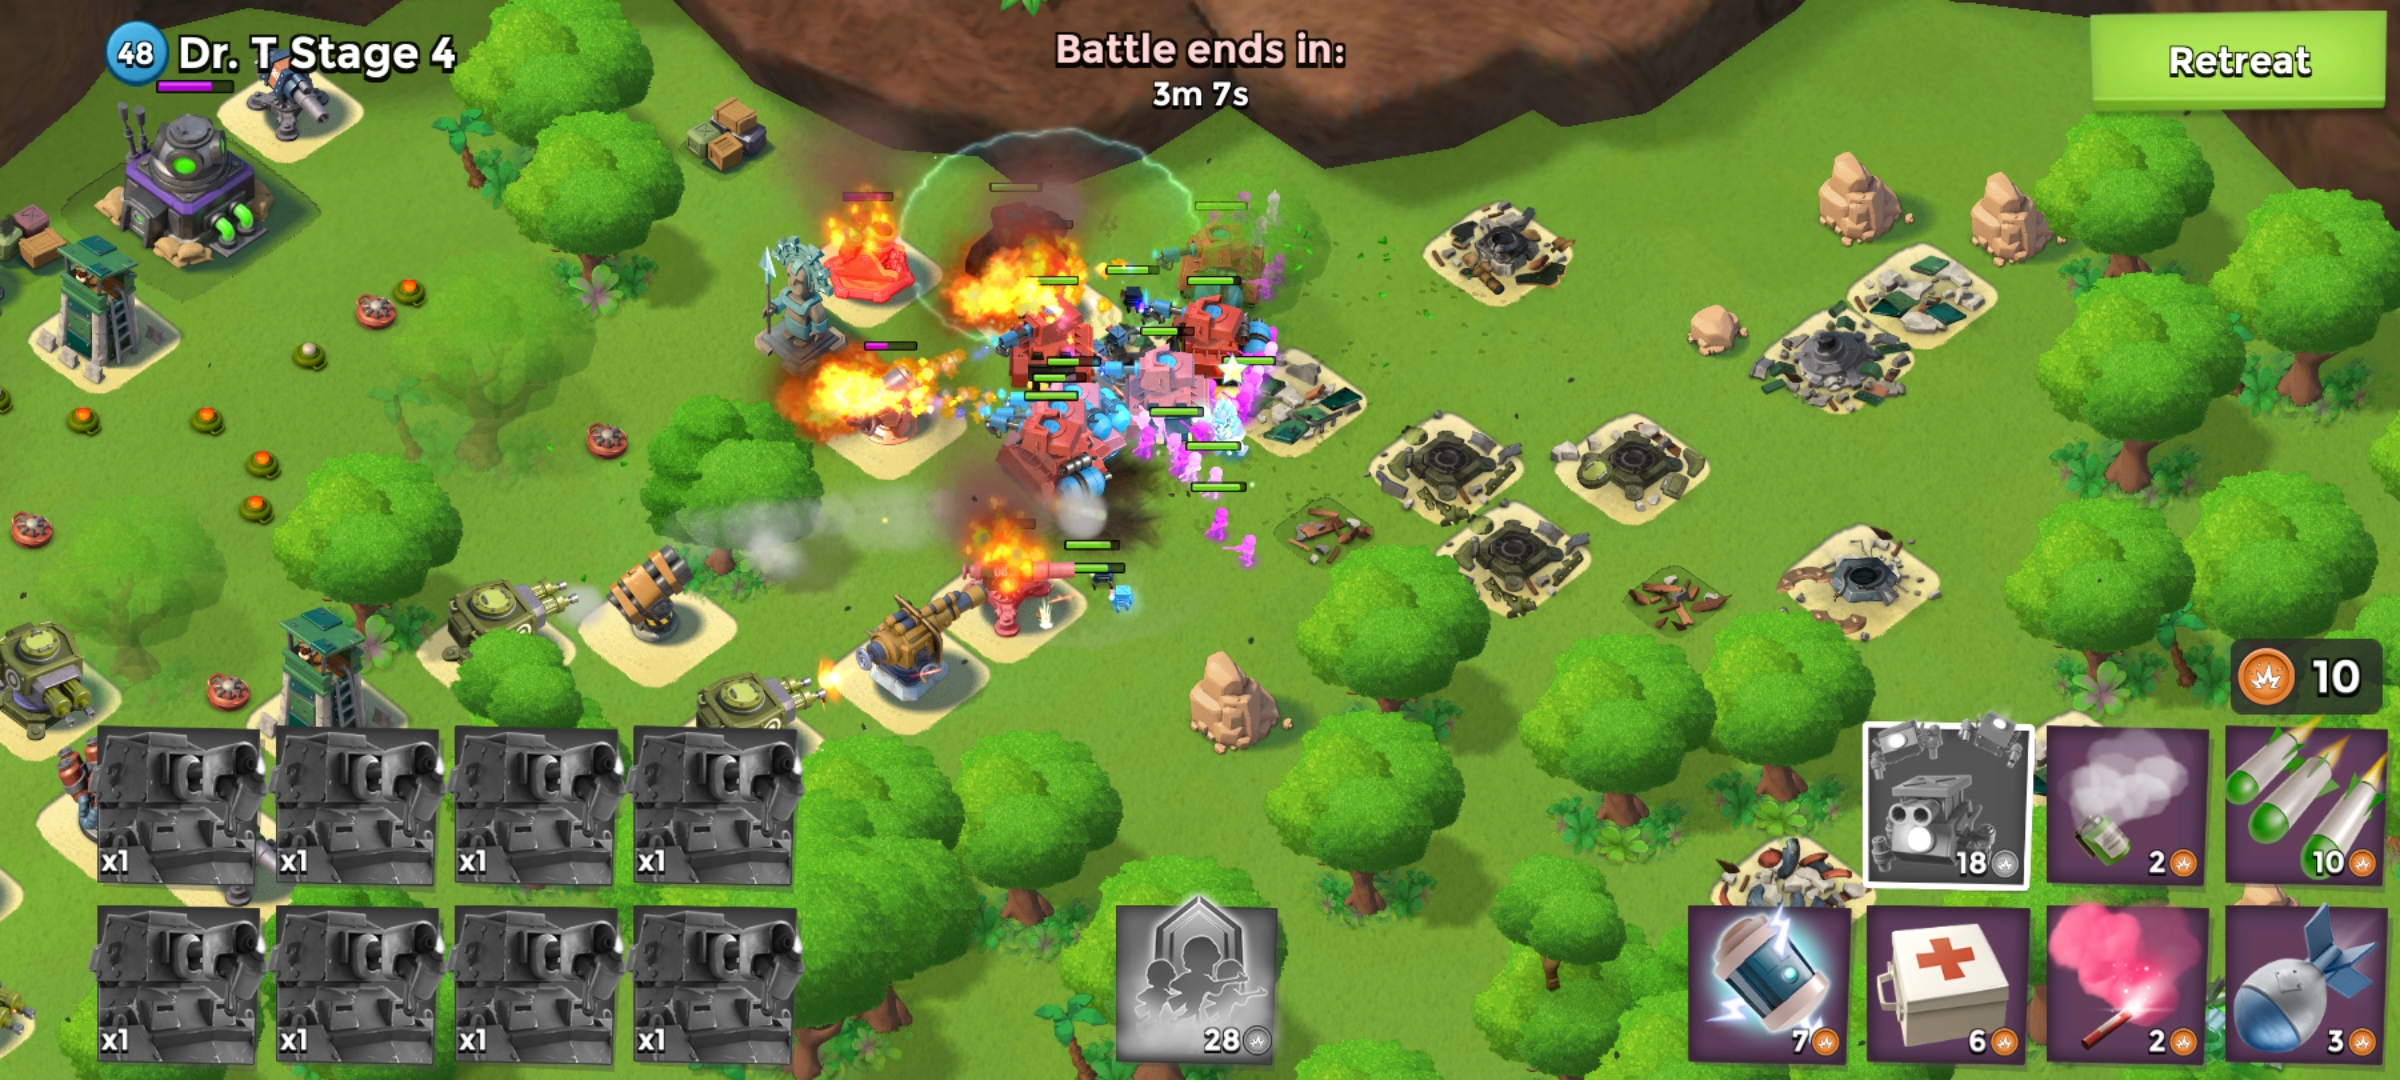 48 Dr. T Stage 4
Battle ends in:
3m 7s
Retreat
10
x1 x1 x1 x1
18 2 10
x1 x1 x1 x1
28
7 6 2 3